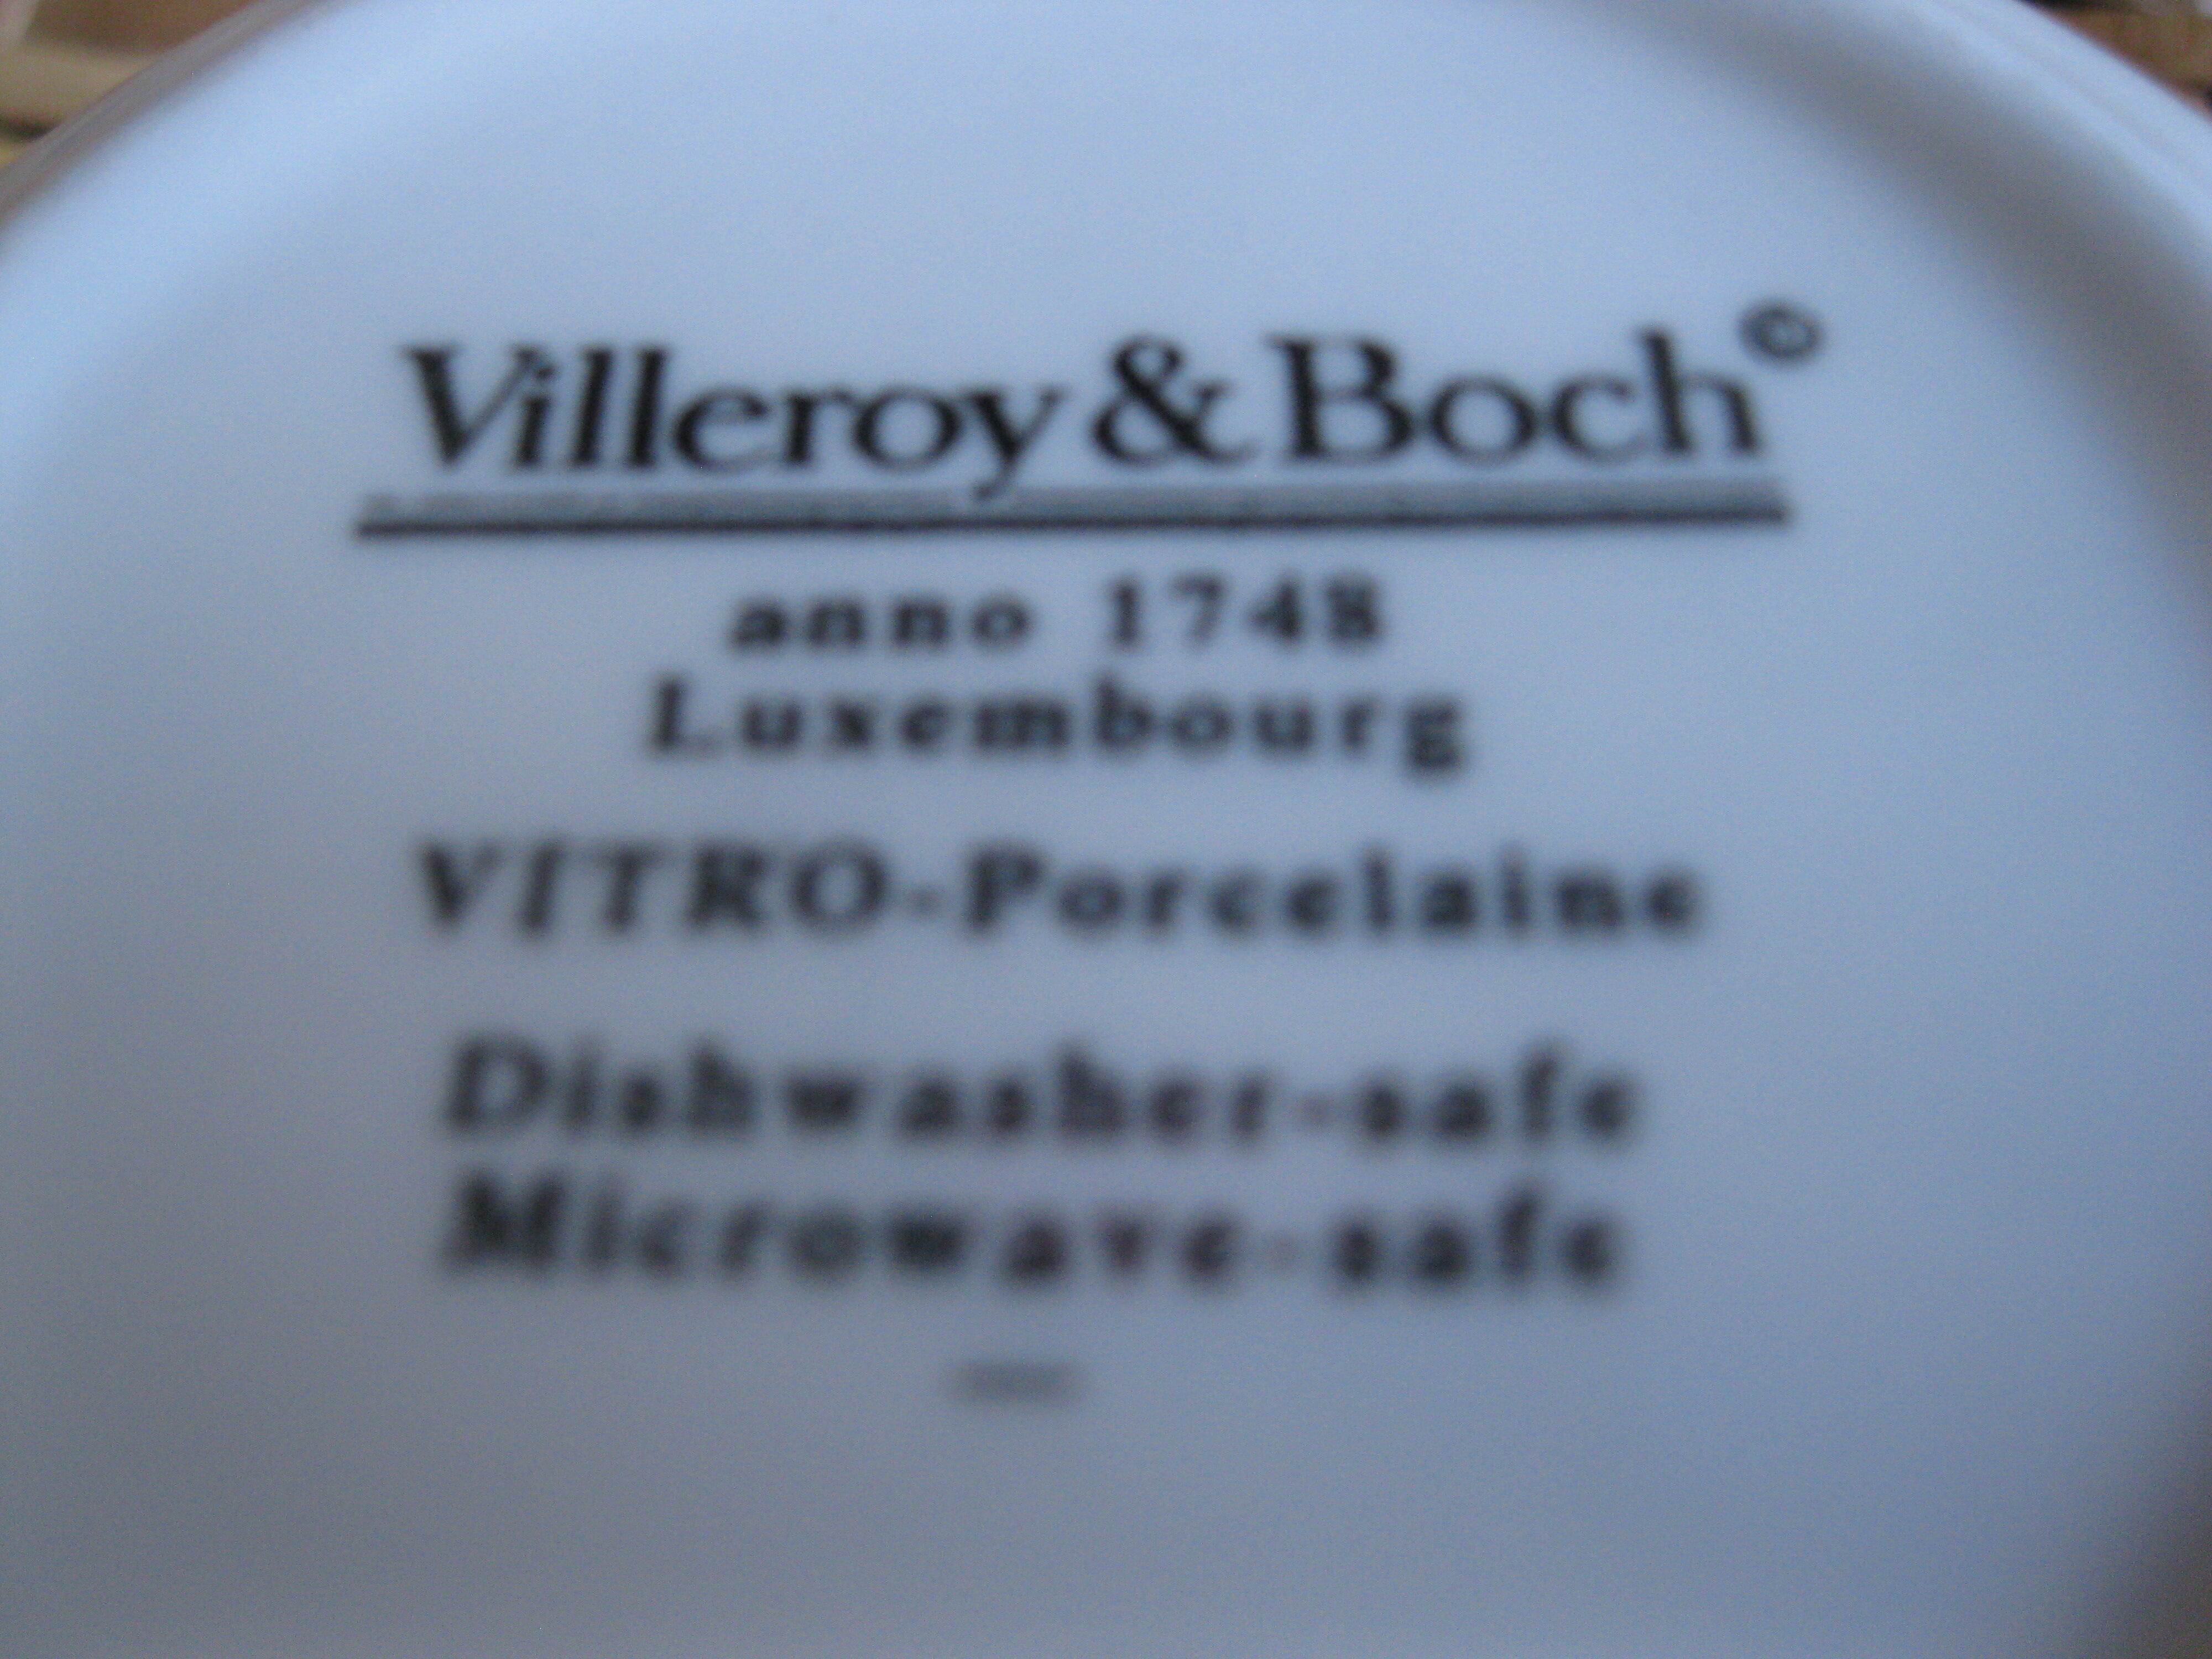 Villeroy & Boch©
anno 1748
Luxembourg
VITRO-Porcelaine
Dishwasher-safe
Microwave-safe